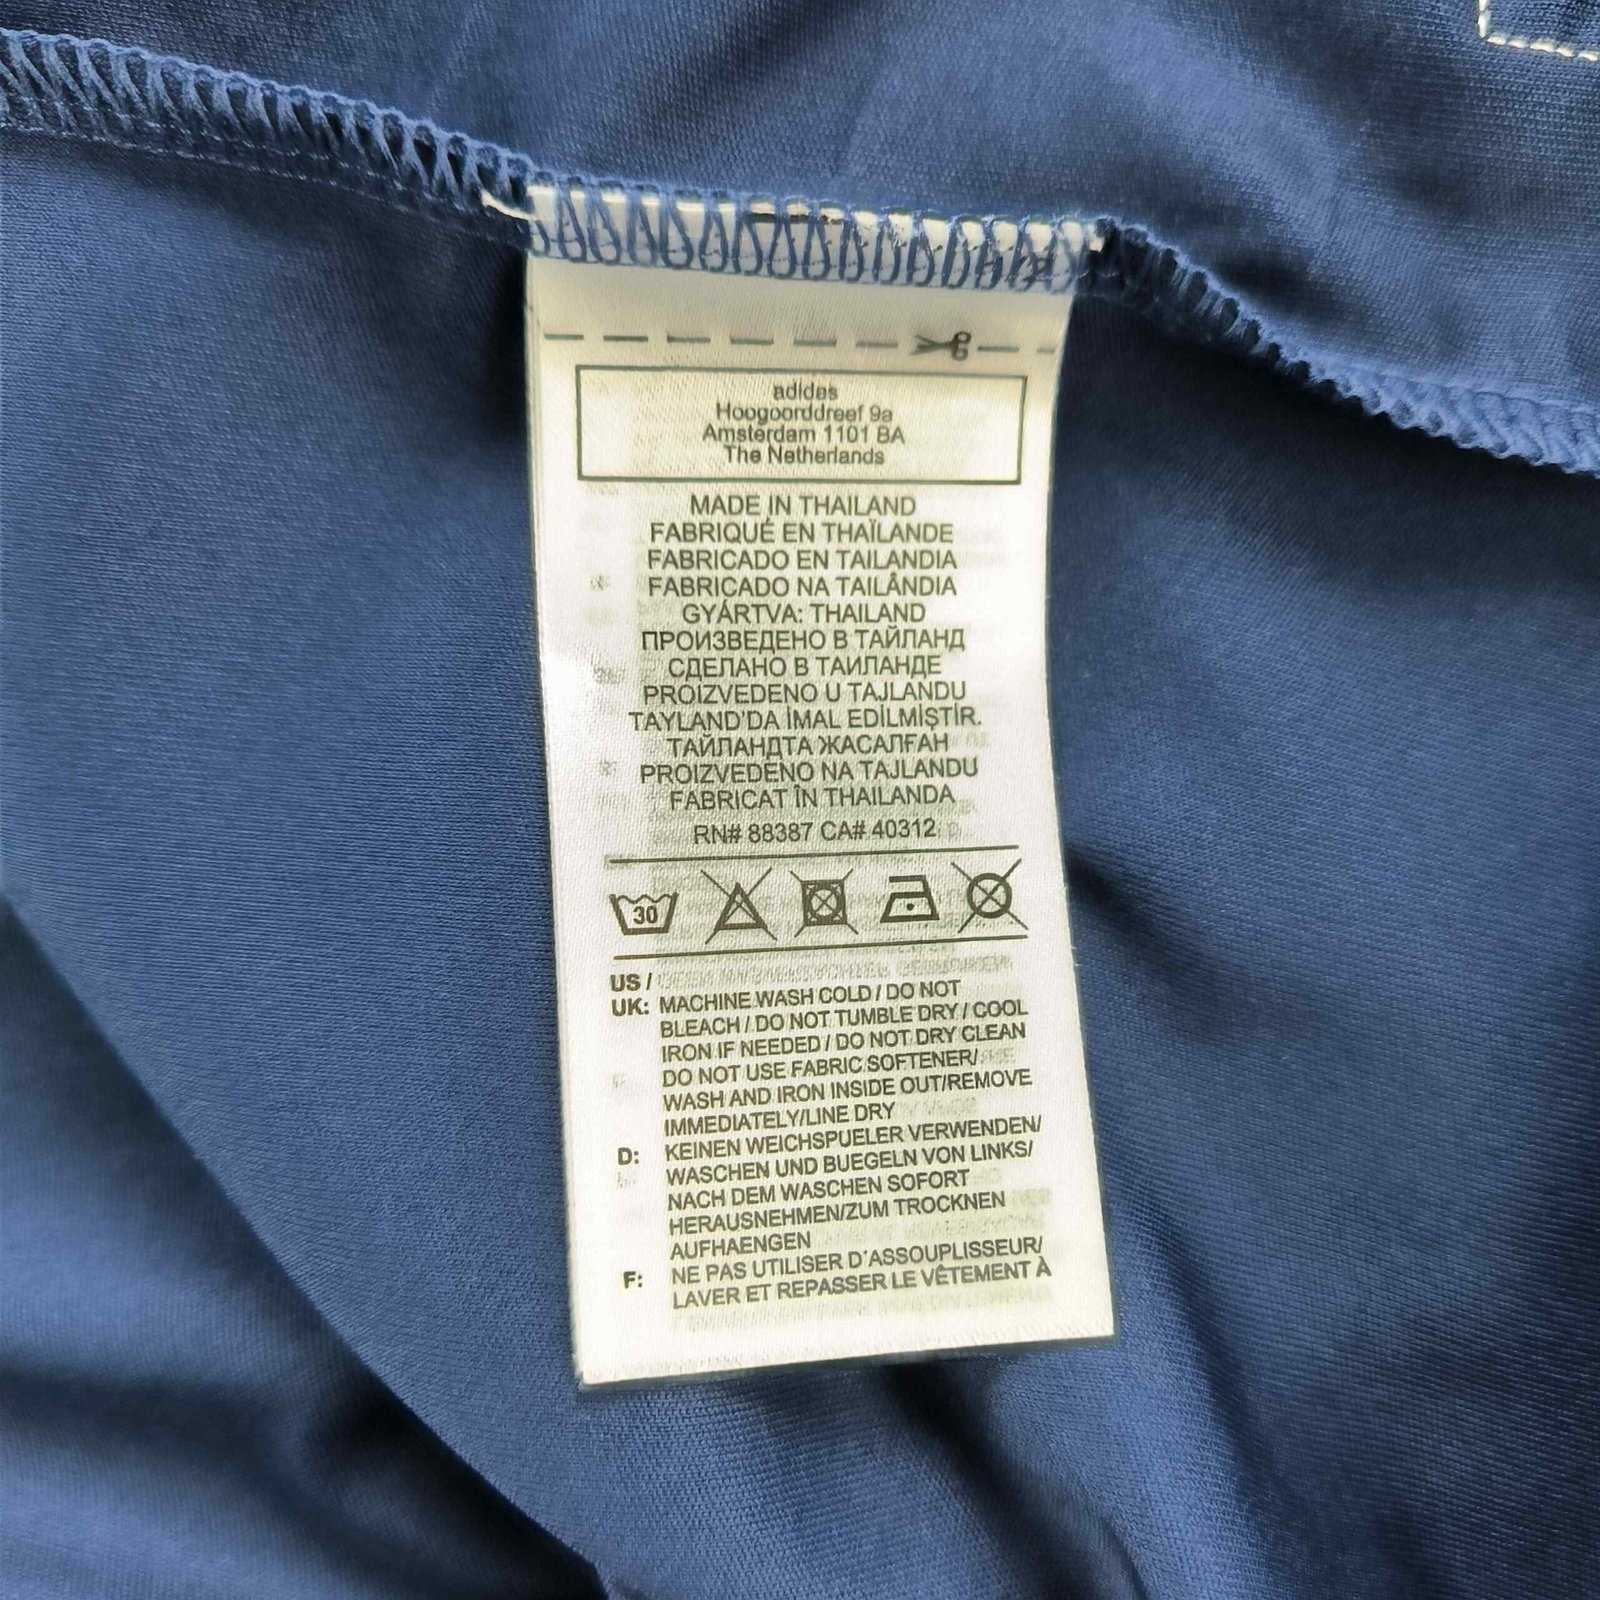 adidas
Hoogoorddreef 9a
Amsterdam 1101 BA
The Netherlands
MADE IN THAILAND
FABRIQUÉ EN THAÏLANDE
FABRICADO EN TAILANDIA
FABRICADO NA TAILÂNDIA
GYÁRTVA: THAILAND
ПРОИЗВЕДЕНО В ТАЙЛАНД
СДЕЛАНО В ТАИЛАНДЕ
PROIZVEDENO U TAJLANDU
TAYLAND'DA İMAL EDİLMİŞTİR.
ТАЙЛАНДТА ЖАСАЛҒАН
PROIZVEDENO NA TAJLANDU
FABRICAT ÎN THAILANDA
RN# 88387 CA# 40312
30
US /
UK: MACHINE WASH COLD / DO NOT
BLEACH / DO NOT TUMBLE DRY / COOL
IRON IF NEEDED / DO NOT DRY CLEAN
DO NOT USE FABRIC SOFTENER/
WASH AND IRON INSIDE OUT/REMOVE
IMMEDIATELY/LINE DRY
D: KEINEN WEICHSPUELER VERWENDEN/
WASCHEN UND BUEGELN VON LINKS/
NACH DEM WASCHEN SOFORT
HERAUSNEHMEN/ZUM TROCKNEN
AUFHAENGEN
F: NE PAS UTILISER D´ASSOUPLISSEUR/
LAVER ET REPASSER LE VÊTEMENT À